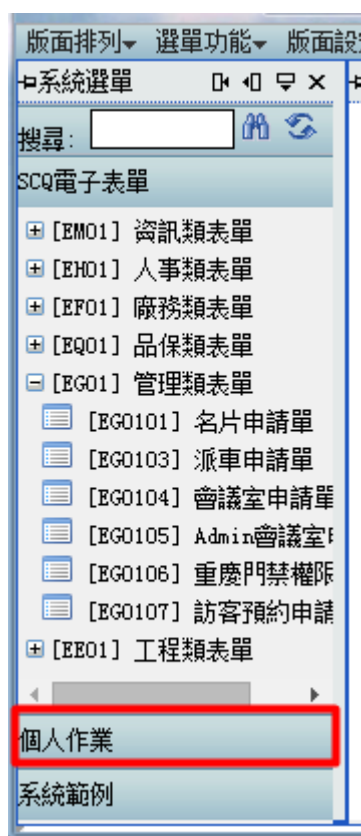 版面排列 選單功能 版面設
系統選單
搜尋:
SCQ電子表單
[EM01] 資訊類表單
[EH01] 人事類表單
[EF01] 廠務類表單
[EQ01] 品保類表單
[EG01] 管理類表單
[EG0101] 名片申請單
[EG0103] 派車申請單
[EG0104] 會議室申請單
[EG0105] Admin會議室
[EG0106] 重慶門禁權限
[EG0107] 訪客預約申請
[EE01] 工程類表單
個人作業
系統範例